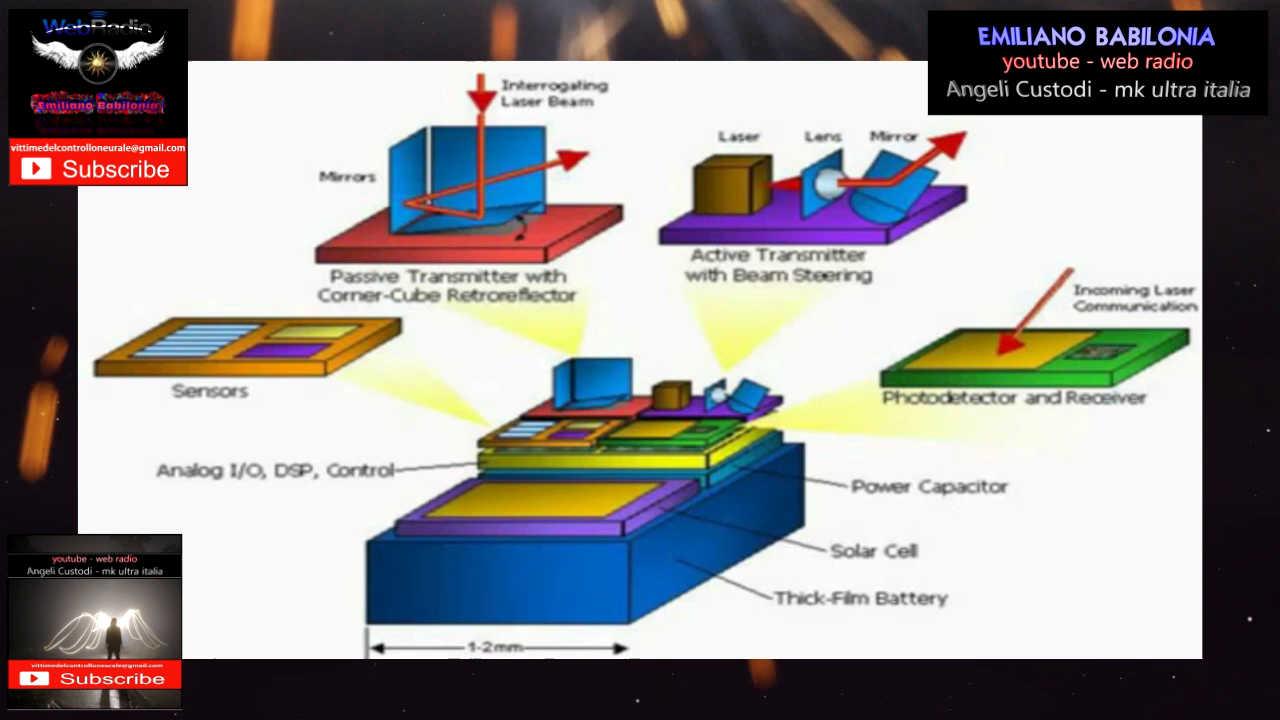 WebRadio
Emiliano Babilonia
vittimedelcontrolloneurale@gmail.com
Subscribe
EMILIANO BABILONIA
youtube - web radio
Angeli Custodi - mk ultra italia
Interrogating
Laser Beam
Mirrors
Laser
Lens
Mirror
Passive Transmitter with
Corner-Cube Retroreflector
Active Transmitter
with Beam Steering
Incoming Laser
Communication
Sensors
Photodetector and Receiver
Analog I/O, DSP, Control
Power Capacitor
Solar Cell
Thick-Film Battery
1-2mm
youtube - web radio
Angeli Custodi - mk ultra italia
vittimedelcontrolloneurale@gmail.com
Subscribe